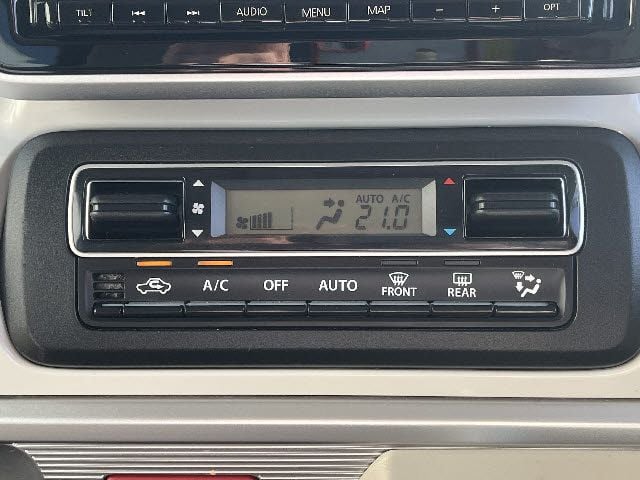 TILT AUDIO MENU MAP − + OPT
AUTO A/C
21.0
A/C OFF AUTO FRONT REAR